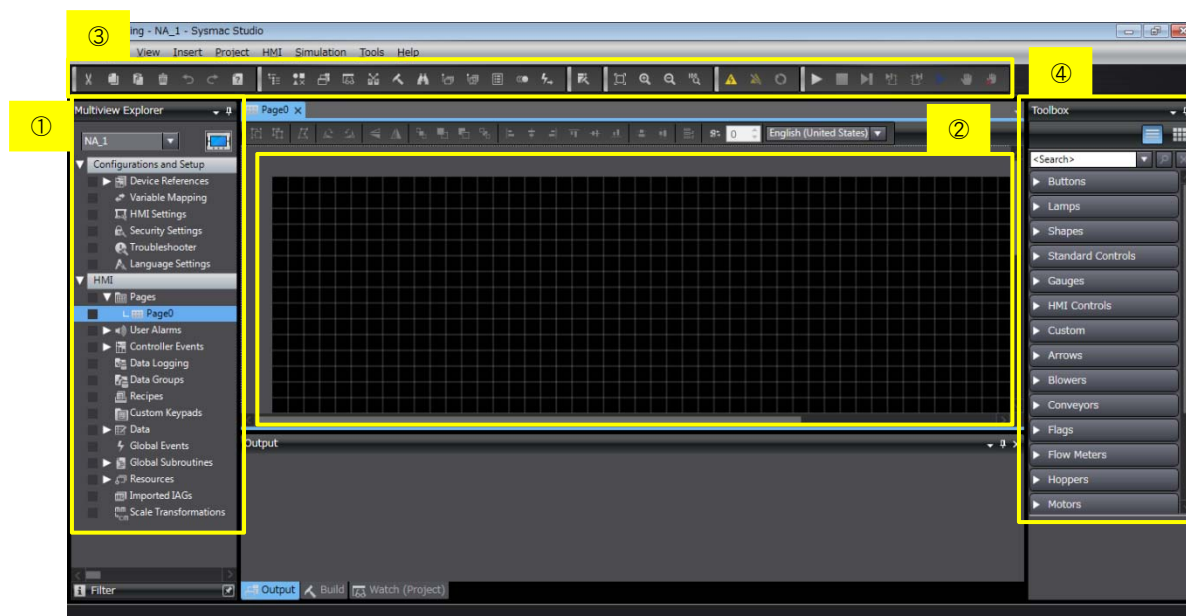 ③
ing - NA_1 - Sysmac Studio
View Insert Project HMI Simulation Tools Help
④
①
Multiview Explorer
NA_1
Configurations and Setup
Device References
Variable Mapping
HMI Settings
Security Settings
Troubleshooter
Language Settings
HMI
Pages
Page0
User Alarms
Controller Events
Data Logging
Data Groups
Recipes
Custom Keypads
Data
Global Events
Global Subroutines
Resources
Imported IAGs
Scale Transformations
Filter
Page0
0 English (United States)
②
Output
Output Build Watch (Project)
Toolbox
<Search>
Buttons
Lamps
Shapes
Standard Controls
Gauges
HMI Controls
Custom
Arrows
Blowers
Conveyors
Flags
Flow Meters
Hoppers
Motors